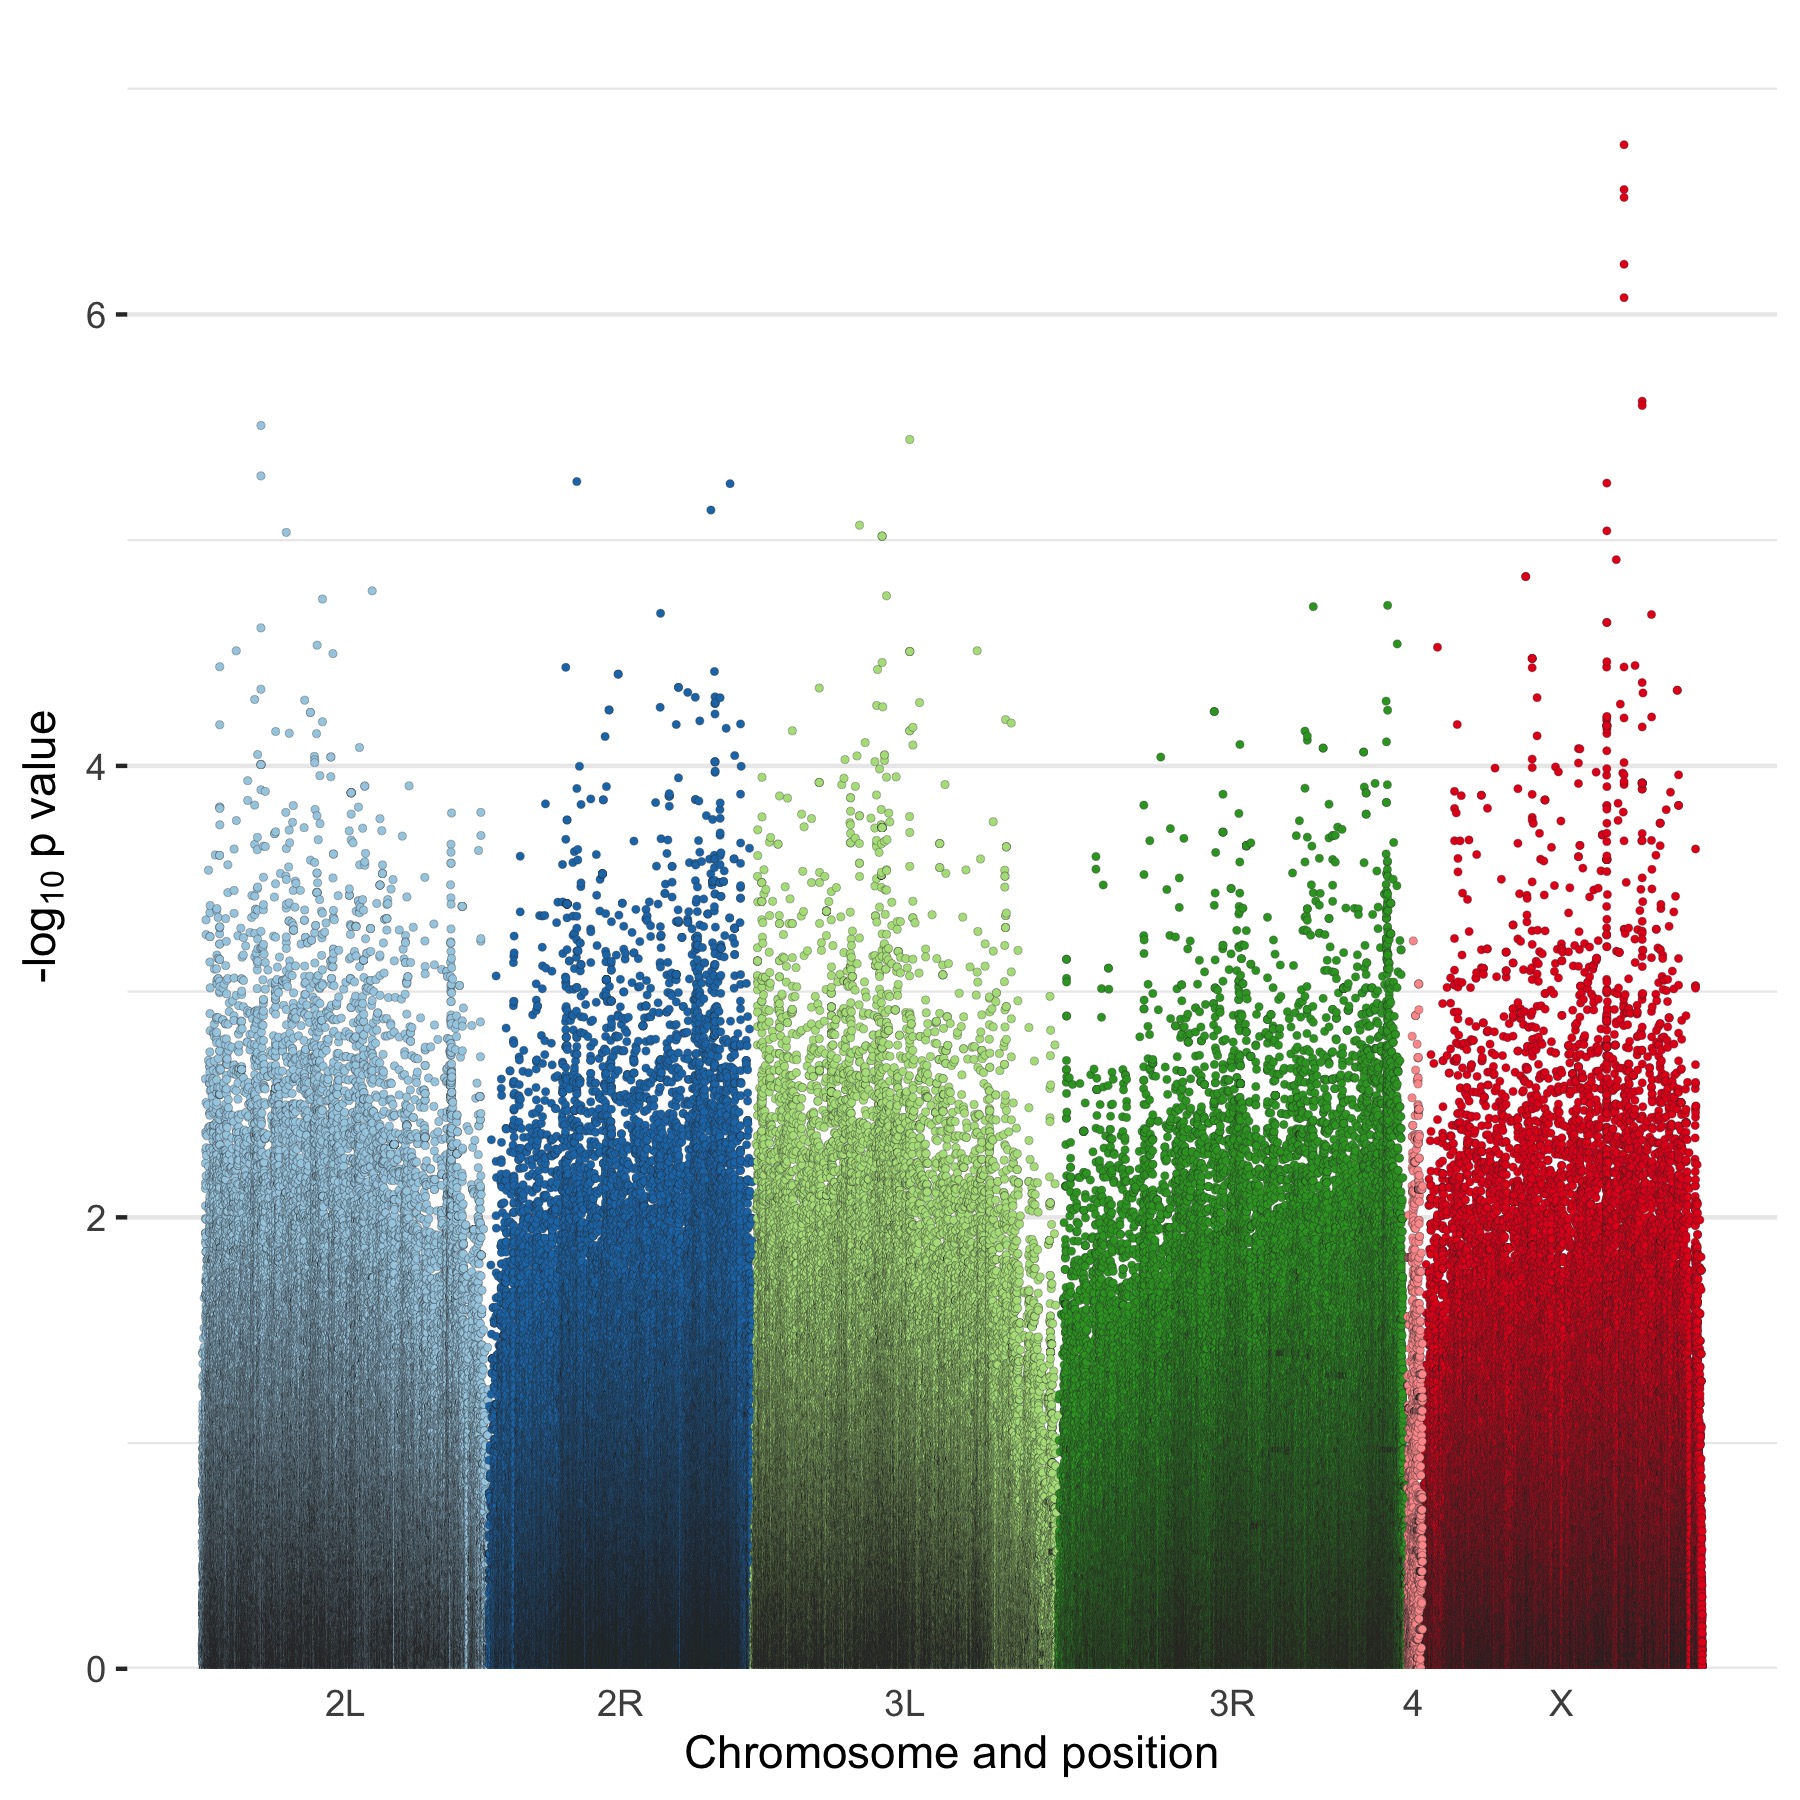 -log₁₀ p value
6
4
2
0
2L 2R 3L 3R 4 X
Chromosome and position